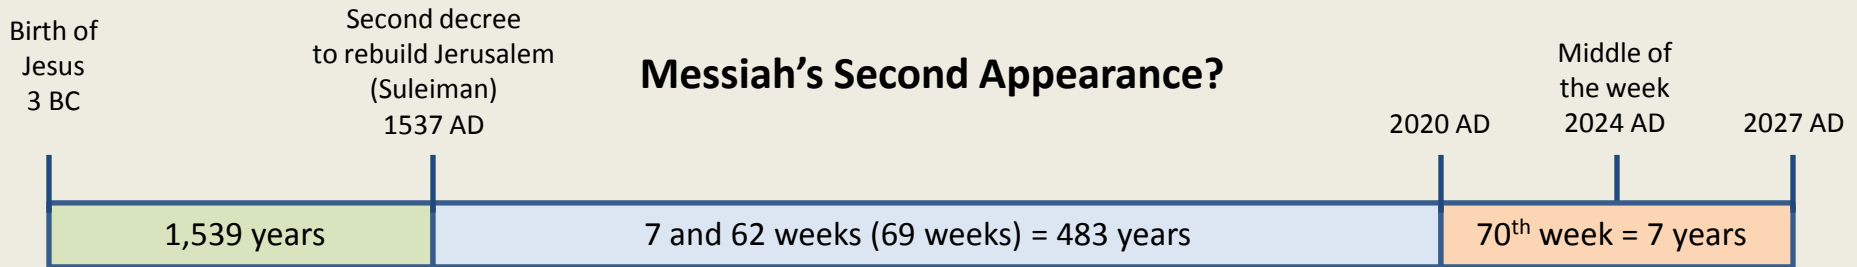 Birth of
Jesus
3 BC
Second decree
to rebuild Jerusalem
(Suleiman)
1537 AD
Messiah’s Second Appearance?
2020 AD
Middle of
the week
2024 AD
2027 AD
1,539 years
7 and 62 weeks (69 weeks) = 483 years
70th week = 7 years